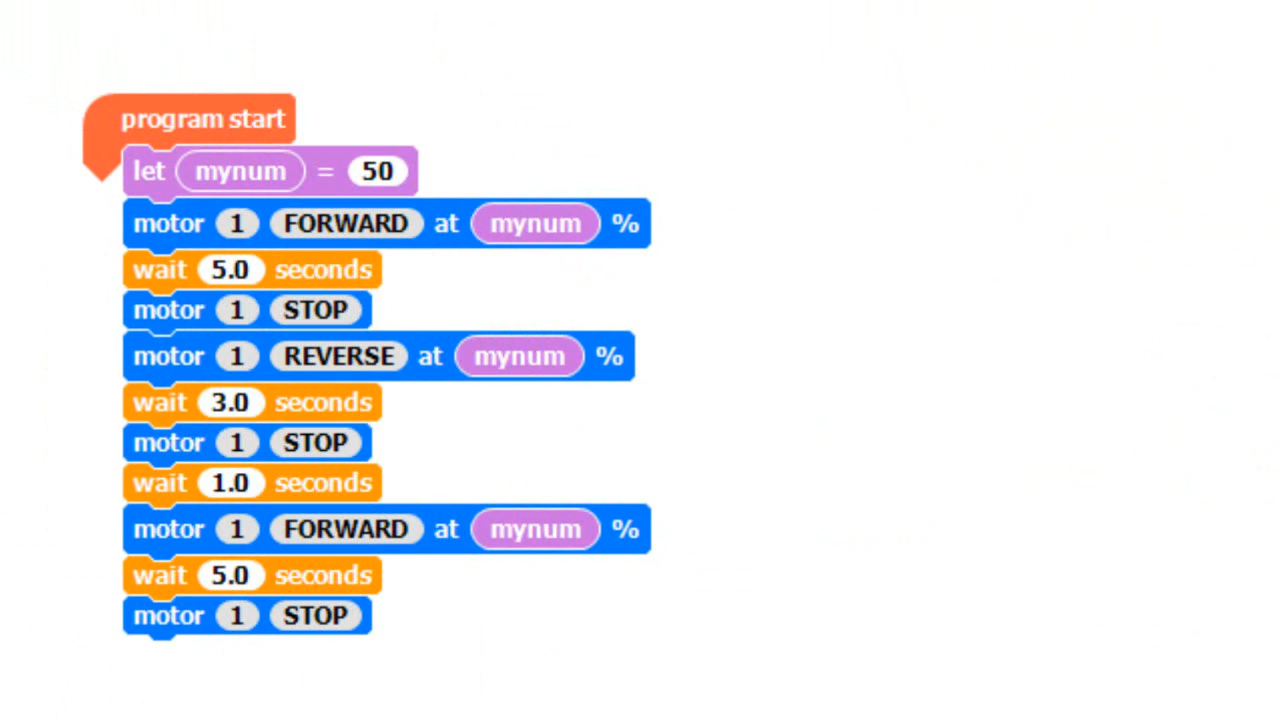 program start
let mynum = 50
motor 1 FORWARD at mynum %
wait 5.0 seconds
motor 1 STOP
motor 1 REVERSE at mynum %
wait 3.0 seconds
motor 1 STOP
wait 1.0 seconds
motor 1 FORWARD at mynum %
wait 5.0 seconds
motor 1 STOP